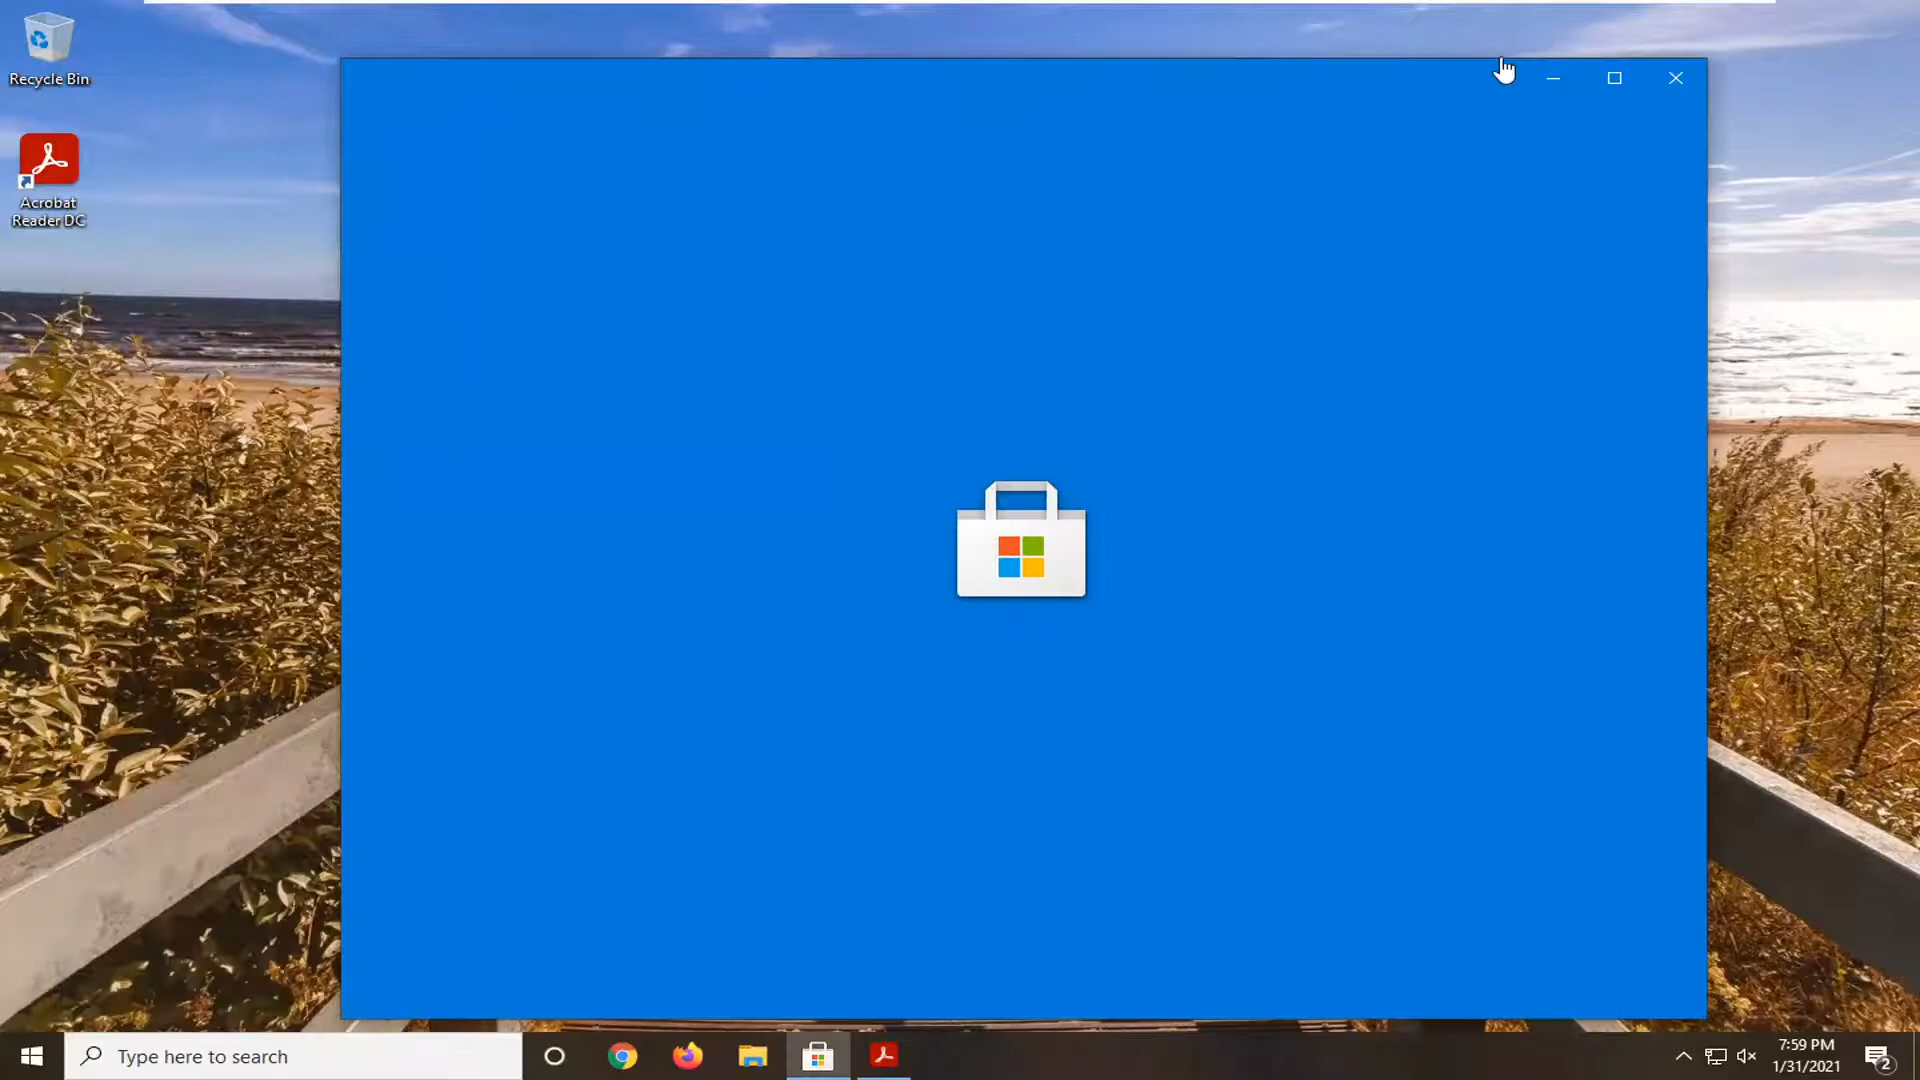 Recycle Bin
Acrobat
Reader DC
Type here to search
7:59 PM
1/31/2021
2